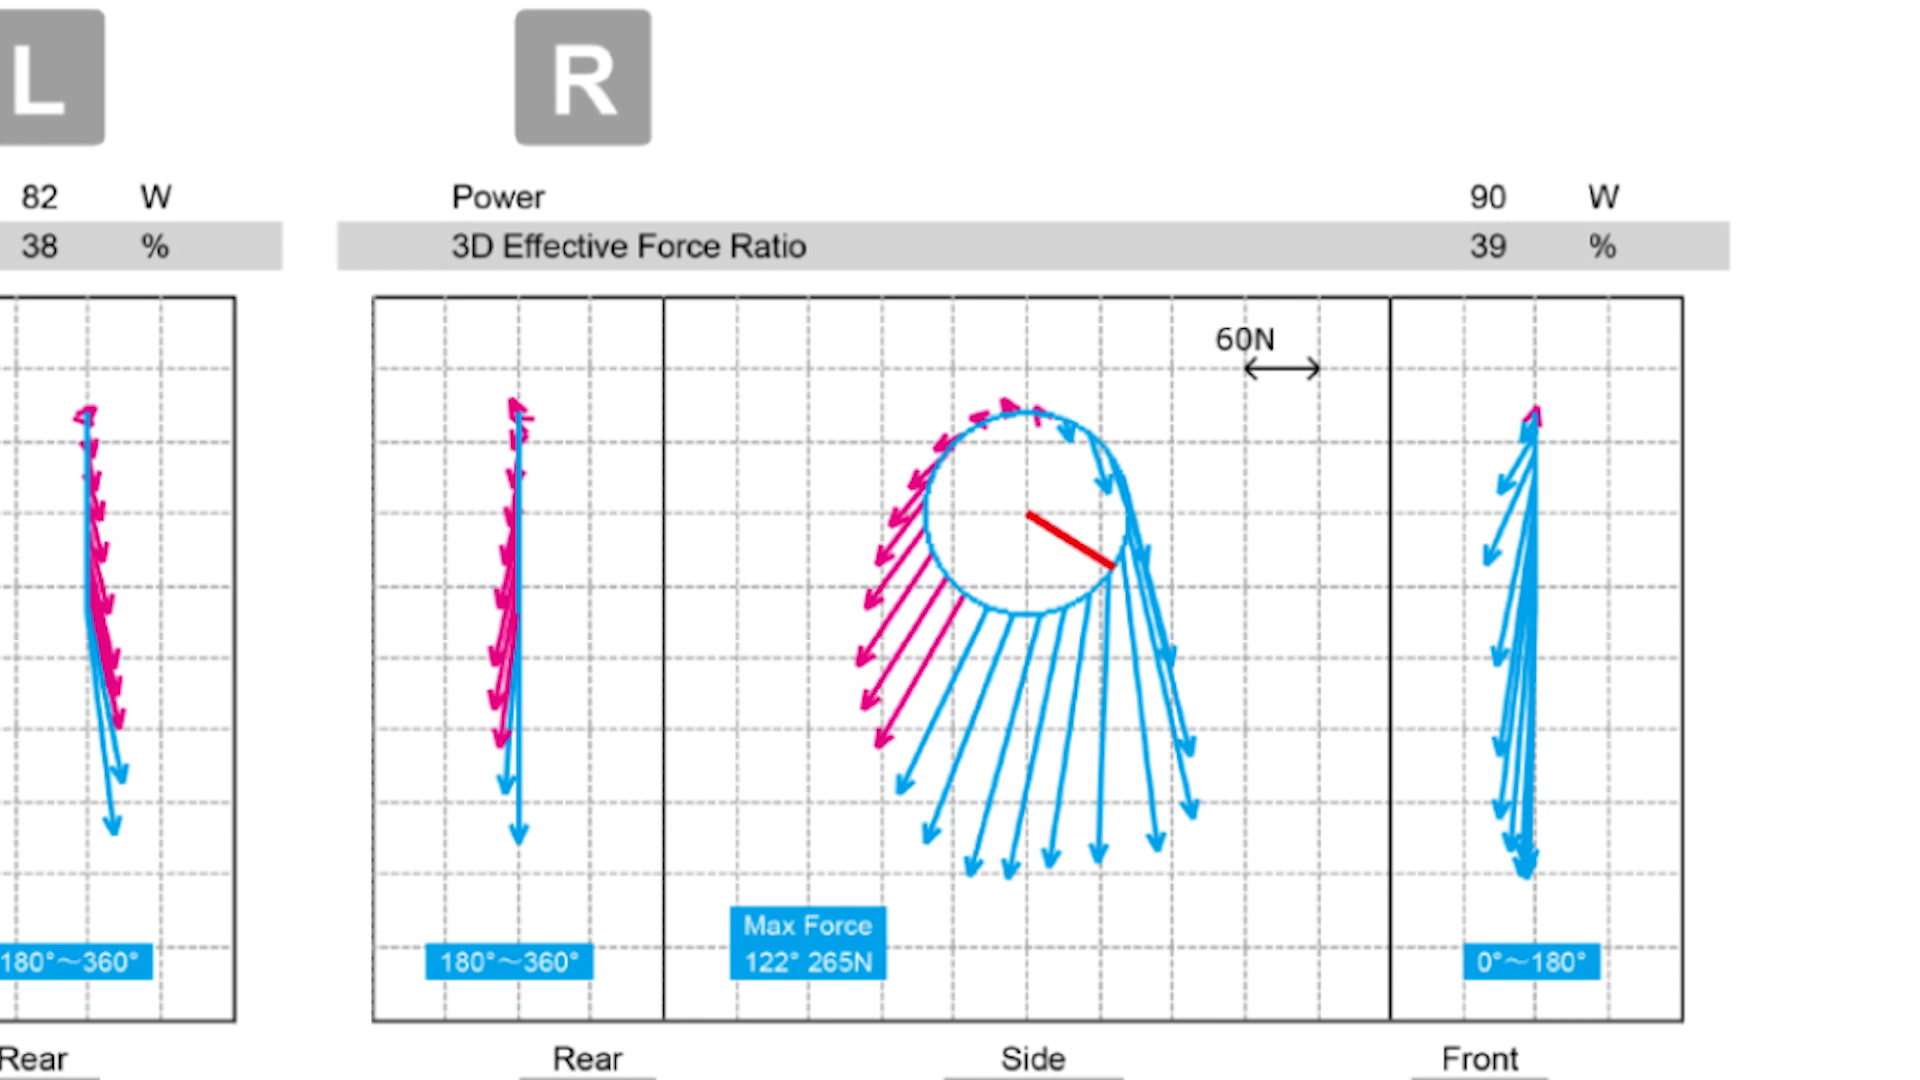 L
R
82 W
Power 90 W
38 %
3D Effective Force Ratio 39 %
60N
Max Force
122° 265N
180°～360°
180°～360°
0°～180°
Rear
Rear
Side
Front